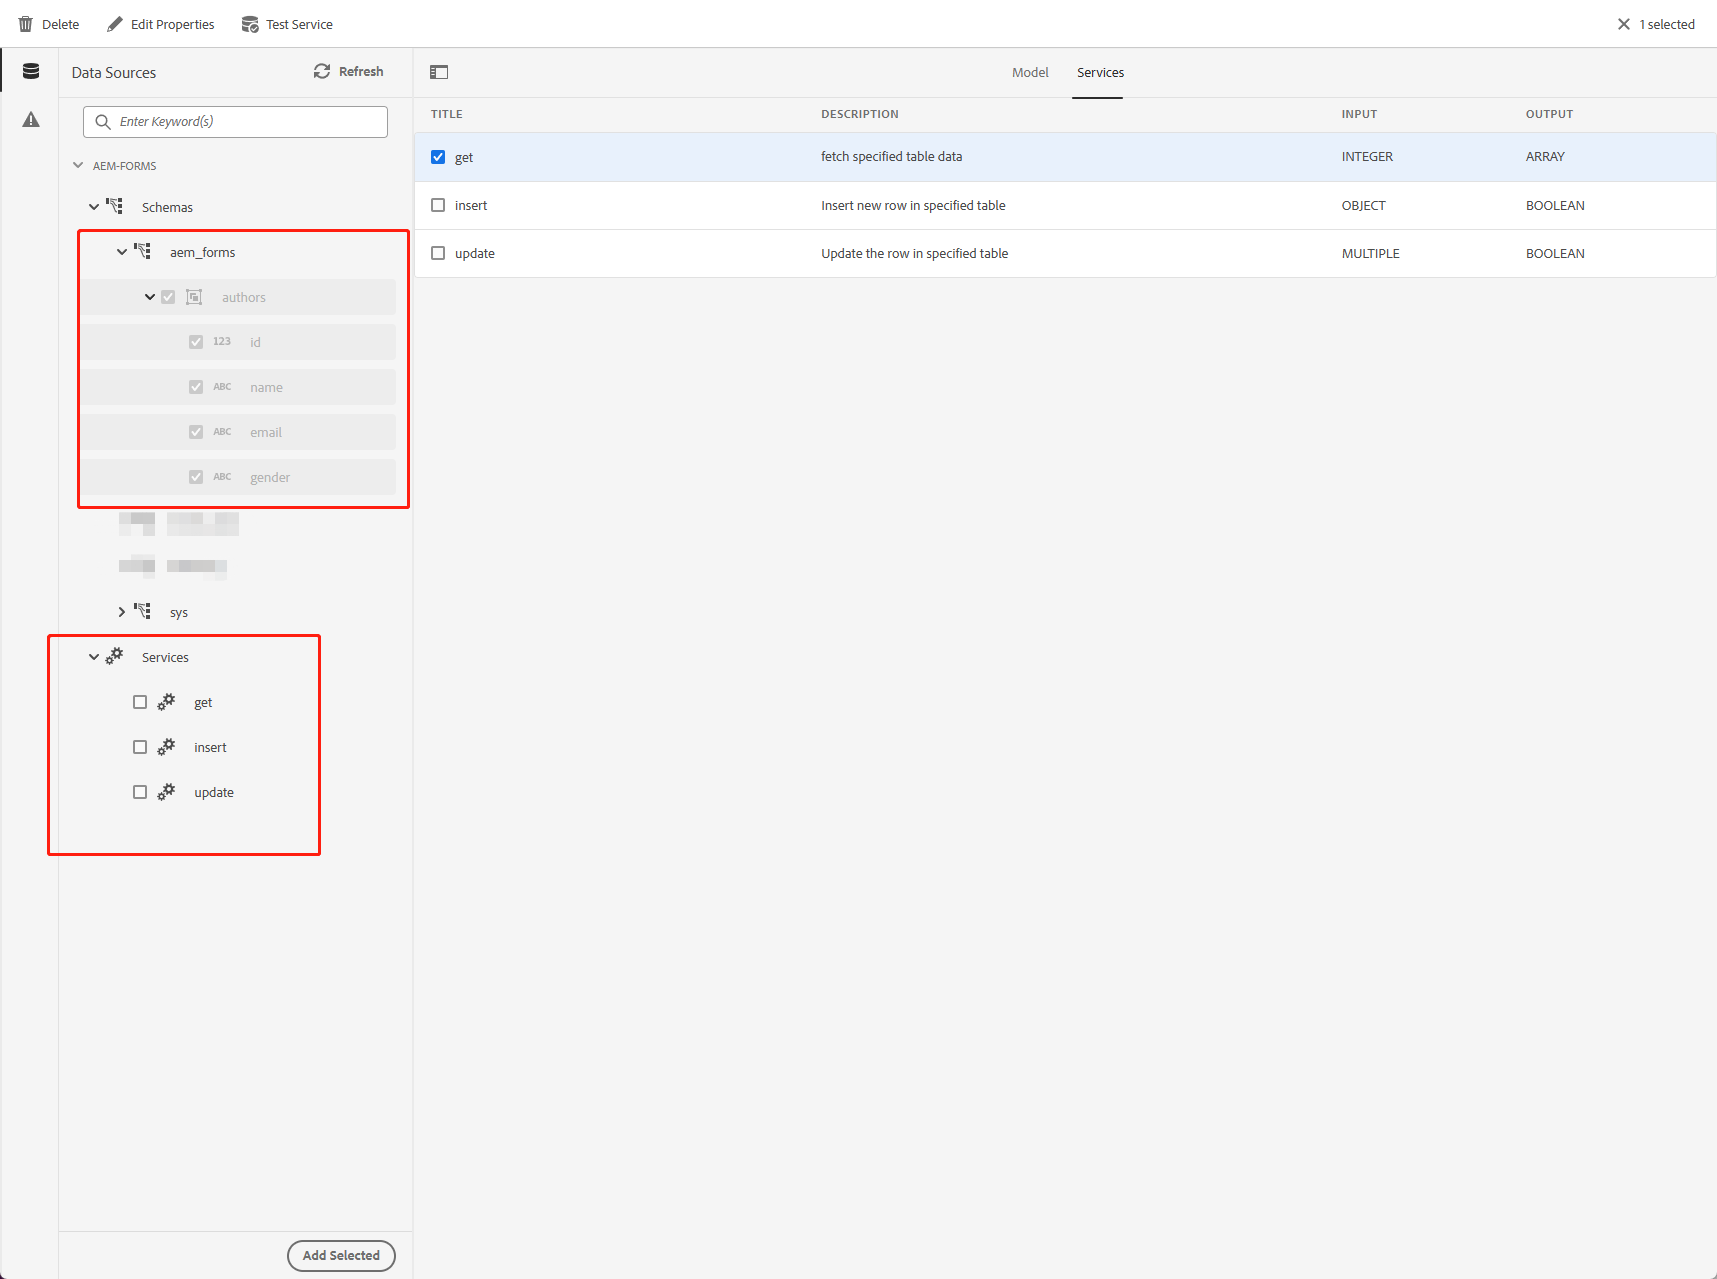 Delete Edit Properties Test Service 1 selected
Data Sources Refresh Model Services
Enter Keyword(s)
TITLE DESCRIPTION INPUT OUTPUT
get fetch specified table data INTEGER ARRAY
insert Insert new row in specified table OBJECT BOOLEAN
update Update the row in specified table MULTIPLE BOOLEAN
AEM-FORMS
Schemas
aem_forms
authors
123 id
ABC name
ABC email
ABC gender
sys
Services
get
insert
update
Add Selected